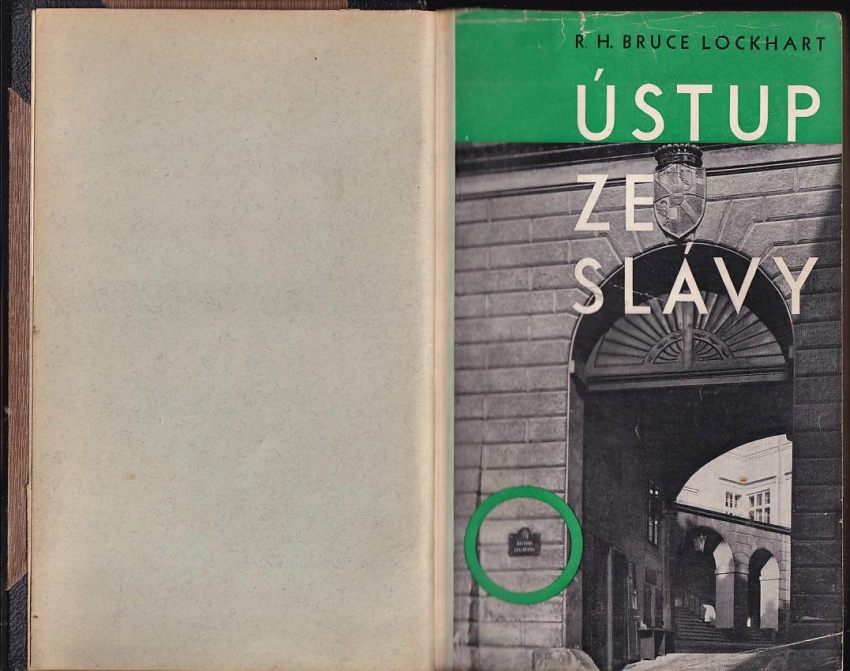 R. H. BRUCE LOCKHART
ÚSTUP
ZE
SLÁVY